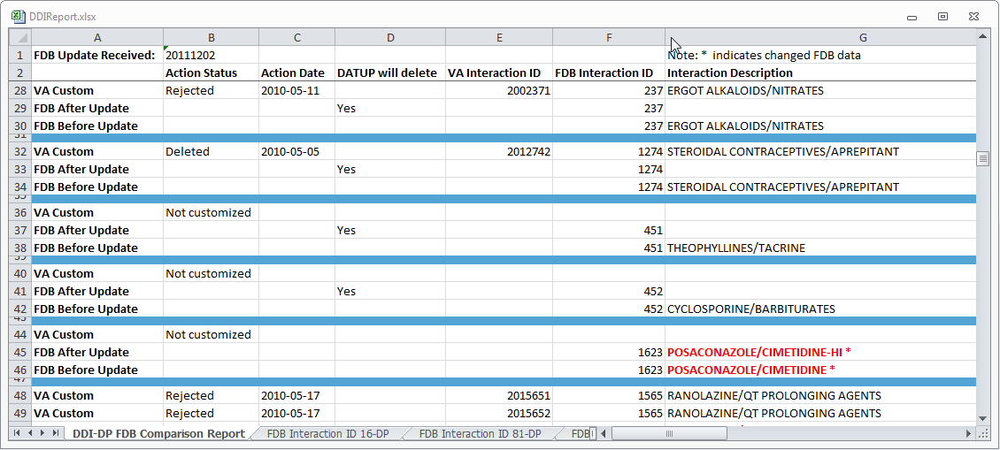 DDIReport.xlsx
A B C D E F G
1 FDB Update Received: 20111202 Note: * indicates changed FDB data
2 Action Status Action Date DATUP will delete VA Interaction ID FDB Interaction ID Interaction Description
28 VA Custom Rejected 2010-05-11 2002371 237 ERGOT ALKALOIDS/NITRATES
29 FDB After Update Yes 237
30 FDB Before Update 237 ERGOT ALKALOIDS/NITRATES
31
32 VA Custom Deleted 2010-05-05 2012742 1274 STEROIDAL CONTRACEPTIVES/APREPITANT
33 FDB After Update Yes 1274
34 FDB Before Update 1274 STEROIDAL CONTRACEPTIVES/APREPITANT
35
36 VA Custom Not customized
37 FDB After Update Yes 451
38 FDB Before Update 451 THEOPHYLLINES/TACRINE
39
40 VA Custom Not customized
41 FDB After Update Yes 452
42 FDB Before Update 452 CYCLOSPORINE/BARBITURATES
43
44 VA Custom Not customized
45 FDB After Update 1623 POSACONAZOLE/CIMETIDINE-HI *
46 FDB Before Update 1623 POSACONAZOLE/CIMETIDINE *
47
48 VA Custom Rejected 2010-05-17 2015651 1565 RANOLAZINE/QT PROLONGING AGENTS
49 VA Custom Rejected 2010-05-17 2015652 1565 RANOLAZINE/QT PROLONGING AGENTS
DDI-DP FDB Comparison Report FDB Interaction ID 16-DP FDB Interaction ID 81-DP FDB